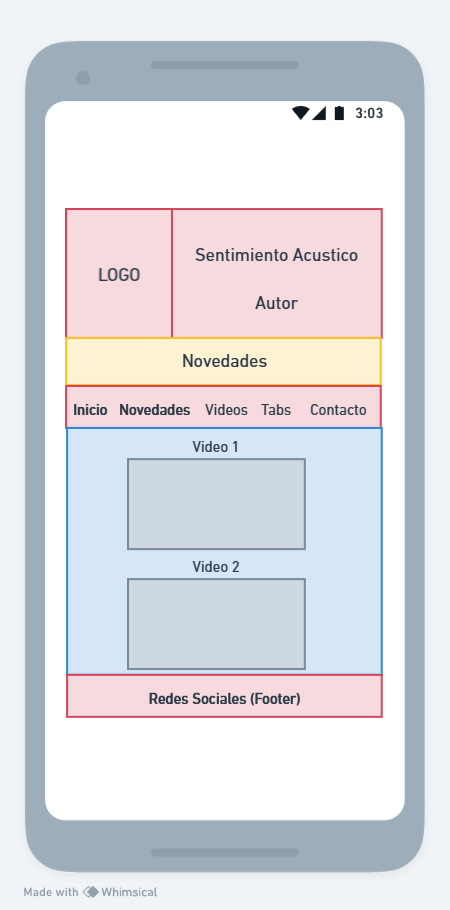 3:03
LOGO
Sentimiento Acustico
Autor
Novedades
Inicio Novedades Videos Tabs Contacto
Video 1
Video 2
Redes Sociales (Footer)
Made with Whimsical